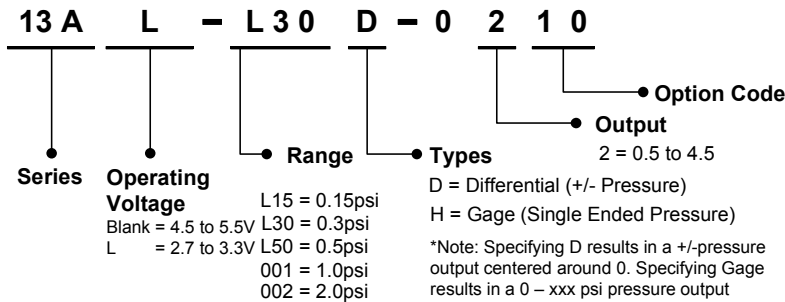 13 A L – L 3 0 D – 0 2 1 0
Option Code
Output
2 = 0.5 to 4.5
Series
Operating
Voltage
Blank = 4.5 to 5.5V
L = 2.7 to 3.3V
Range
L15 = 0.15psi
L30 = 0.3psi
L50 = 0.5psi
001 = 1.0psi
002 = 2.0psi
Types
D = Differential (+/- Pressure)
H = Gage (Single Ended Pressure)
*Note: Specifying D results in a +/-pressure
output centered around 0. Specifying Gage
results in a 0 – xxx psi pressure output